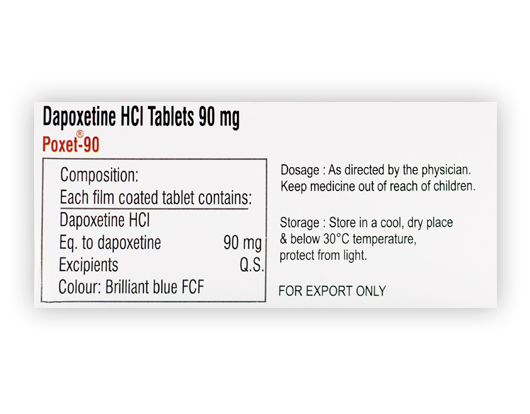 Dapoxetine HCl Tablets 90 mg
Poxet®-90
Composition:
Each film coated tablet contains:
Dapoxetine HCl
Eq. to dapoxetine 90 mg
Excipients Q.S.
Colour: Brilliant blue FCF
Dosage : As directed by the physician.
Keep medicine out of reach of children.
Storage : Store in a cool, dry place
& below 30°C temperature,
protect from light.
FOR EXPORT ONLY